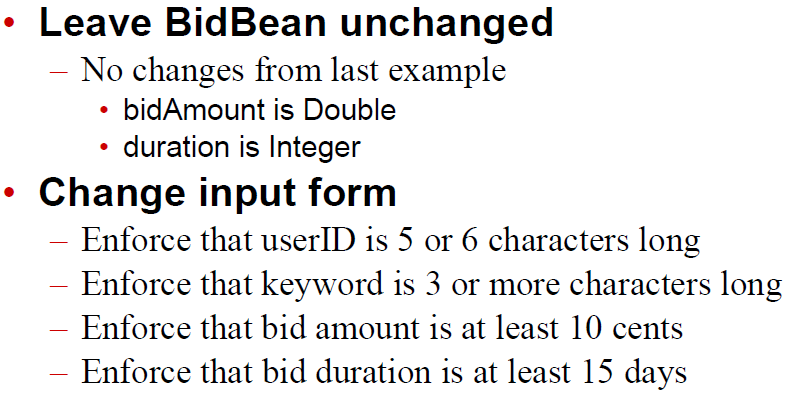 • Leave BidBean unchanged
– No changes from last example
• bidAmount is Double
• duration is Integer
• Change input form
– Enforce that userID is 5 or 6 characters long
– Enforce that keyword is 3 or more characters long
– Enforce that bid amount is at least 10 cents
– Enforce that bid duration is at least 15 days